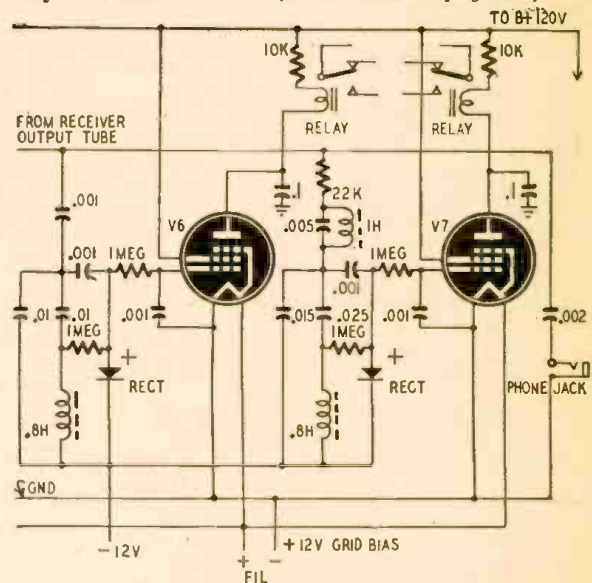 TO B+ 120V
10K
10K
RELAY
RELAY
FROM RECEIVER
OUTPUT TUBE
.001
.1
22K
.1
V6
.005
1H
V7
.001
1MEG
1MEG
.001
.01
.01
.001
.015
.025
.001
.002
1MEG
1MEG
+
+
RECT
RECT
PHONE JACK
.8H
.8H
GND
-12V
+12V GRID BIAS
+
-
FIL